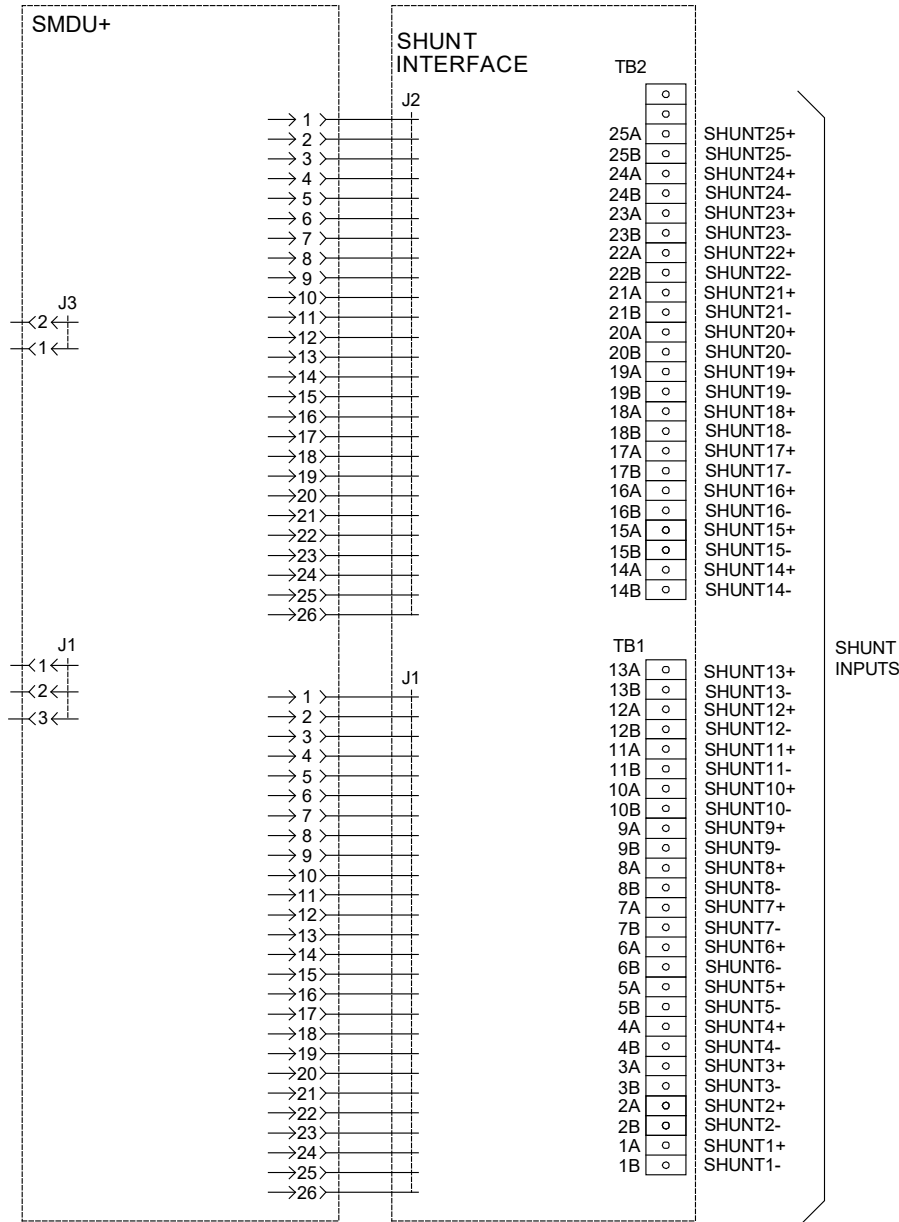 SMDU+
SHUNT
INTERFACE
TB2
J2
1
2
3
4
5
6
7
8
9
10
11
12
13
14
15
16
17
18
19
20
21
22
23
24
25
26
J3
2
1
25A SHUNT25+
25B SHUNT25-
24A SHUNT24+
24B SHUNT24-
23A SHUNT23+
23B SHUNT23-
22A SHUNT22+
22B SHUNT22-
21A SHUNT21+
21B SHUNT21-
20A SHUNT20+
20B SHUNT20-
19A SHUNT19+
19B SHUNT19-
18A SHUNT18+
18B SHUNT18-
17A SHUNT17+
17B SHUNT17-
16A SHUNT16+
16B SHUNT16-
15A SHUNT15+
15B SHUNT15-
14A SHUNT14+
14B SHUNT14-
J1
1
2
3
J1
1
2
3
4
5
6
7
8
9
10
11
12
13
14
15
16
17
18
19
20
21
22
23
24
25
26
TB1
13A SHUNT13+
13B SHUNT13-
12A SHUNT12+
12B SHUNT12-
11A SHUNT11+
11B SHUNT11-
10A SHUNT10+
10B SHUNT10-
9A SHUNT9+
9B SHUNT9-
8A SHUNT8+
8B SHUNT8-
7A SHUNT7+
7B SHUNT7-
6A SHUNT6+
6B SHUNT6-
5A SHUNT5+
5B SHUNT5-
4A SHUNT4+
4B SHUNT4-
3A SHUNT3+
3B SHUNT3-
2A SHUNT2+
2B SHUNT2-
1A SHUNT1+
1B SHUNT1-
SHUNT
INPUTS